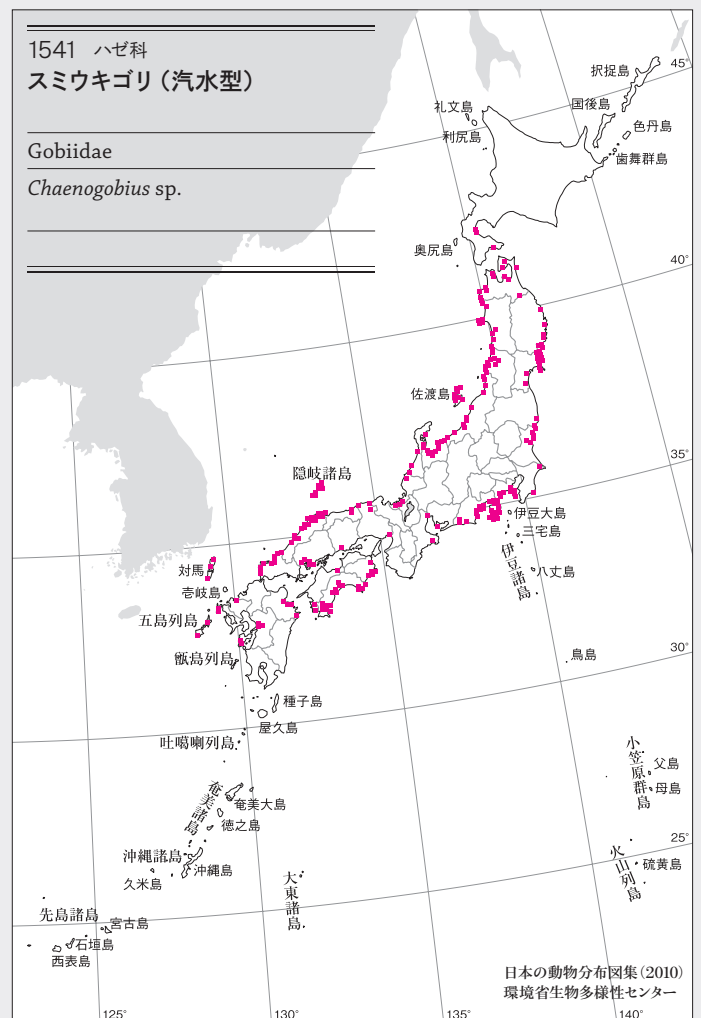 1541 ハゼ科
スミウキゴリ（汽水型）
Gobiidae
Chaenogobius sp.
択捉島
45°
礼文島
国後島
利尻島
色丹島
歯舞群島
奥尻島
40°
佐渡島
35°
隠岐諸島
伊豆大島
三宅島
伊豆諸島
八丈島
対馬
壱岐島
五島列島
甑島列島
鳥島
30°
種子島
屋久島
吐噶喇列島
小笠原群島
父島
母島
奄美諸島
奄美大島
徳之島
25°
沖縄諸島
沖縄島
久米島
火山列島
硫黄島
大東諸島
先島諸島
宮古島
石垣島
西表島
日本の動物分布図集（2010）
環境省生物多様性センター
125°
130°
135°
140°